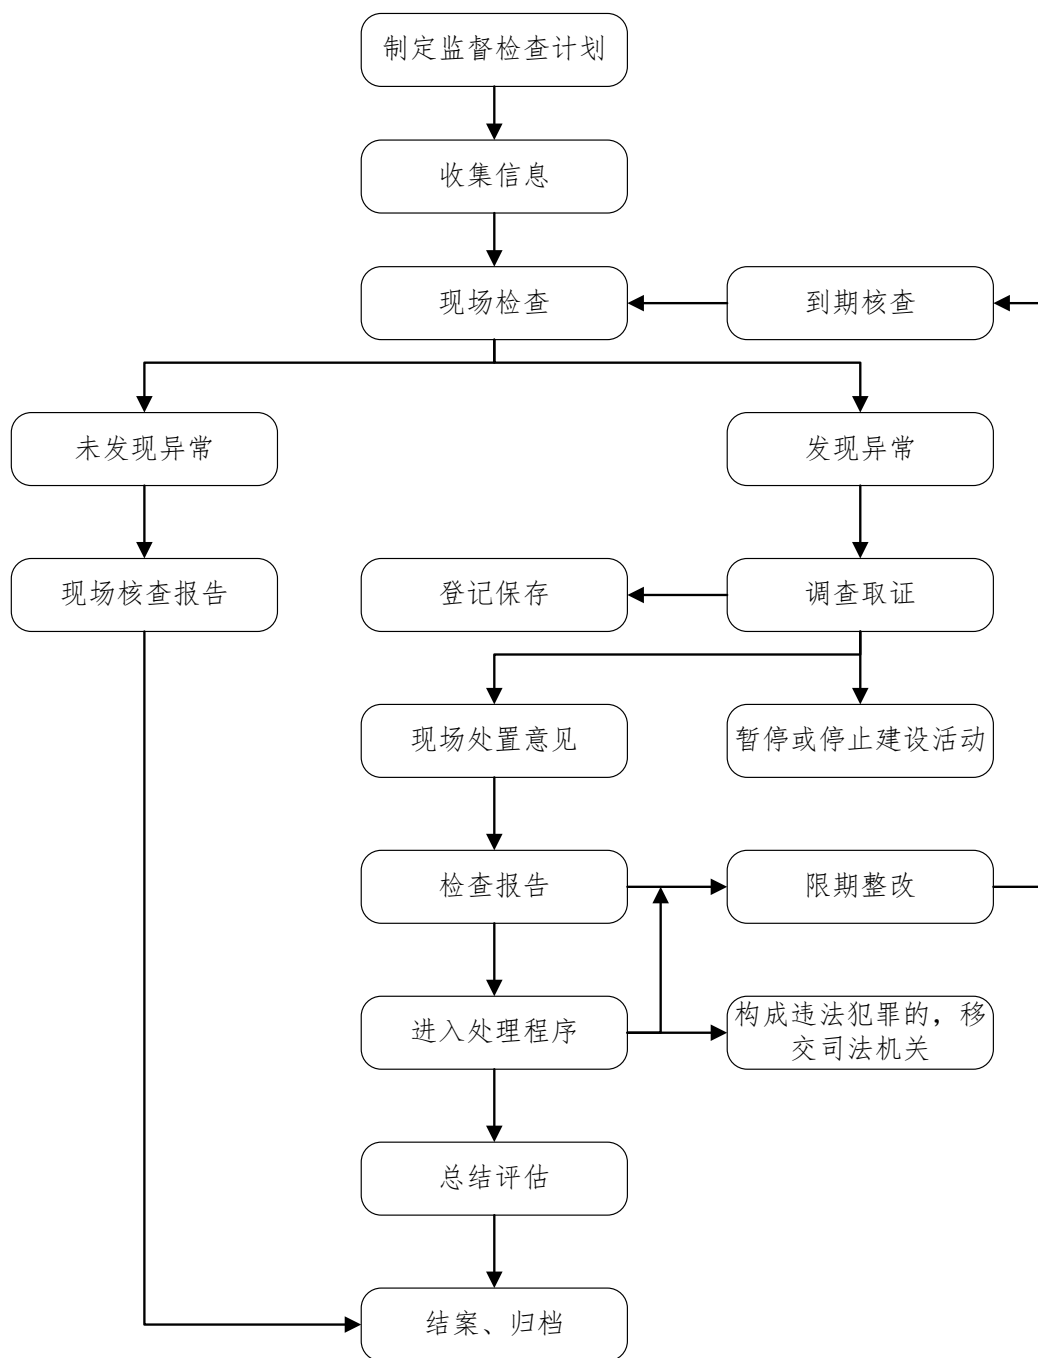 制定监督检查计划
收集信息
现场检查
到期核查
未发现异常
发现异常
现场核查报告
登记保存
调查取证
现场处置意见
暂停或停止建设活动
检查报告
限期整改
进入处理程序
构成违法犯罪的，移
交司法机关
总结评估
结案、归档